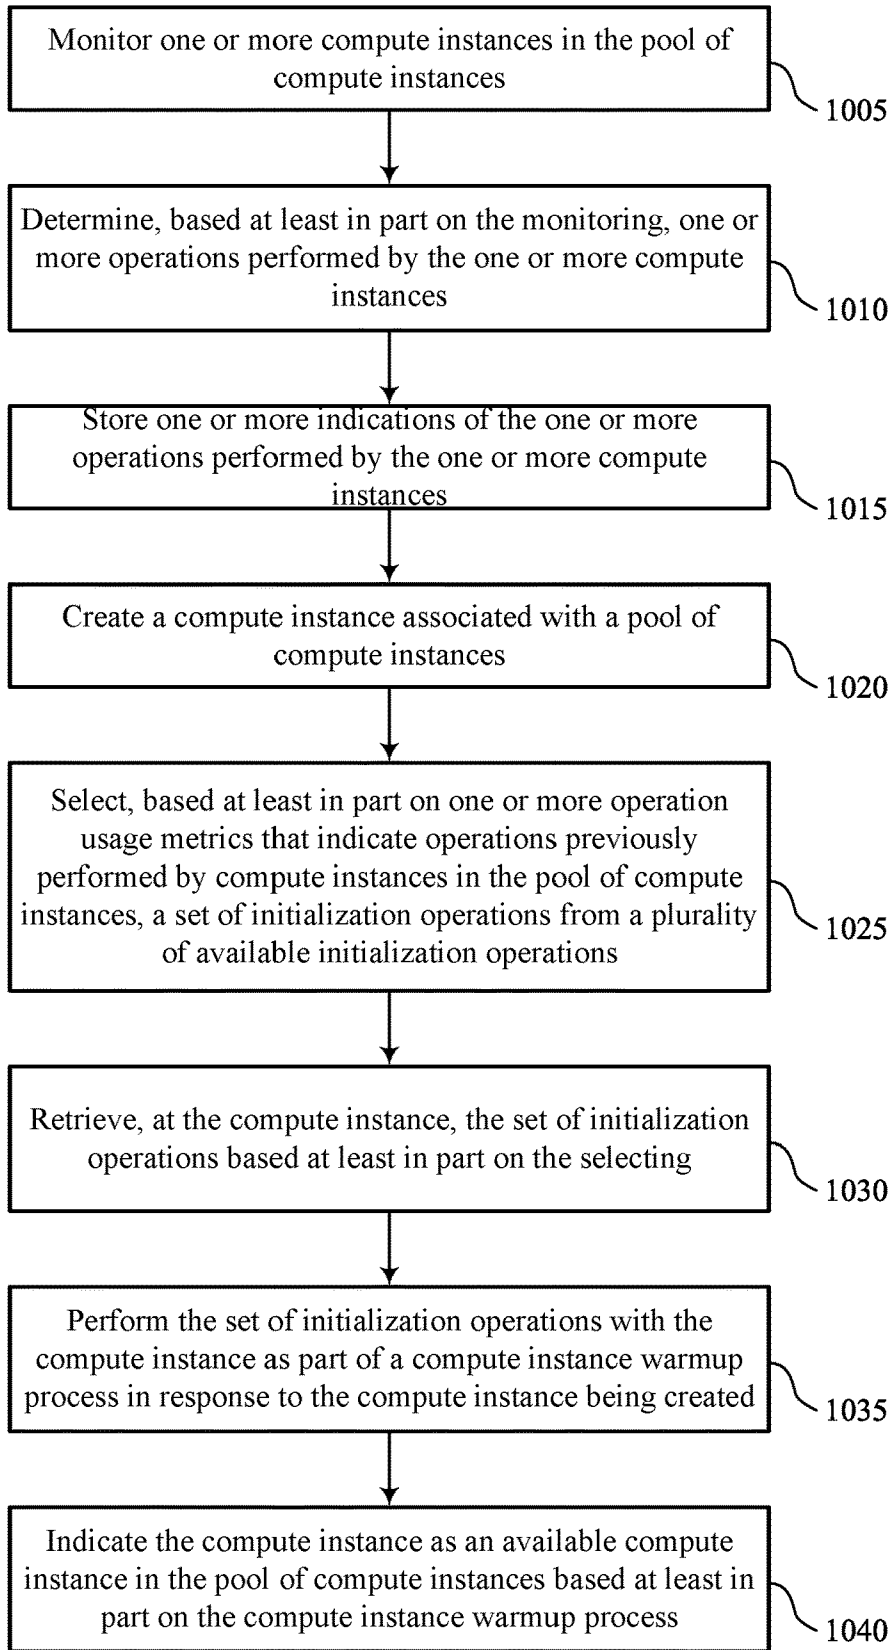 Monitor one or more compute instances in the pool of
compute instances
1005
Determine, based at least in part on the monitoring, one or
more operations performed by the one or more compute
instances
1010
Store one or more indications of the one or more
operations performed by the one or more compute
instances
1015
Create a compute instance associated with a pool of
compute instances
1020
Select, based at least in part on one or more operation
usage metrics that indicate operations previously
performed by compute instances in the pool of compute
instances, a set of initialization operations from a plurality
of available initialization operations
1025
Retrieve, at the compute instance, the set of initialization
operations based at least in part on the selecting
1030
Perform the set of initialization operations with the
compute instance as part of a compute instance warmup
process in response to the compute instance being created
1035
Indicate the compute instance as an available compute
instance in the pool of compute instances based at least in
part on the compute instance warmup process
1040